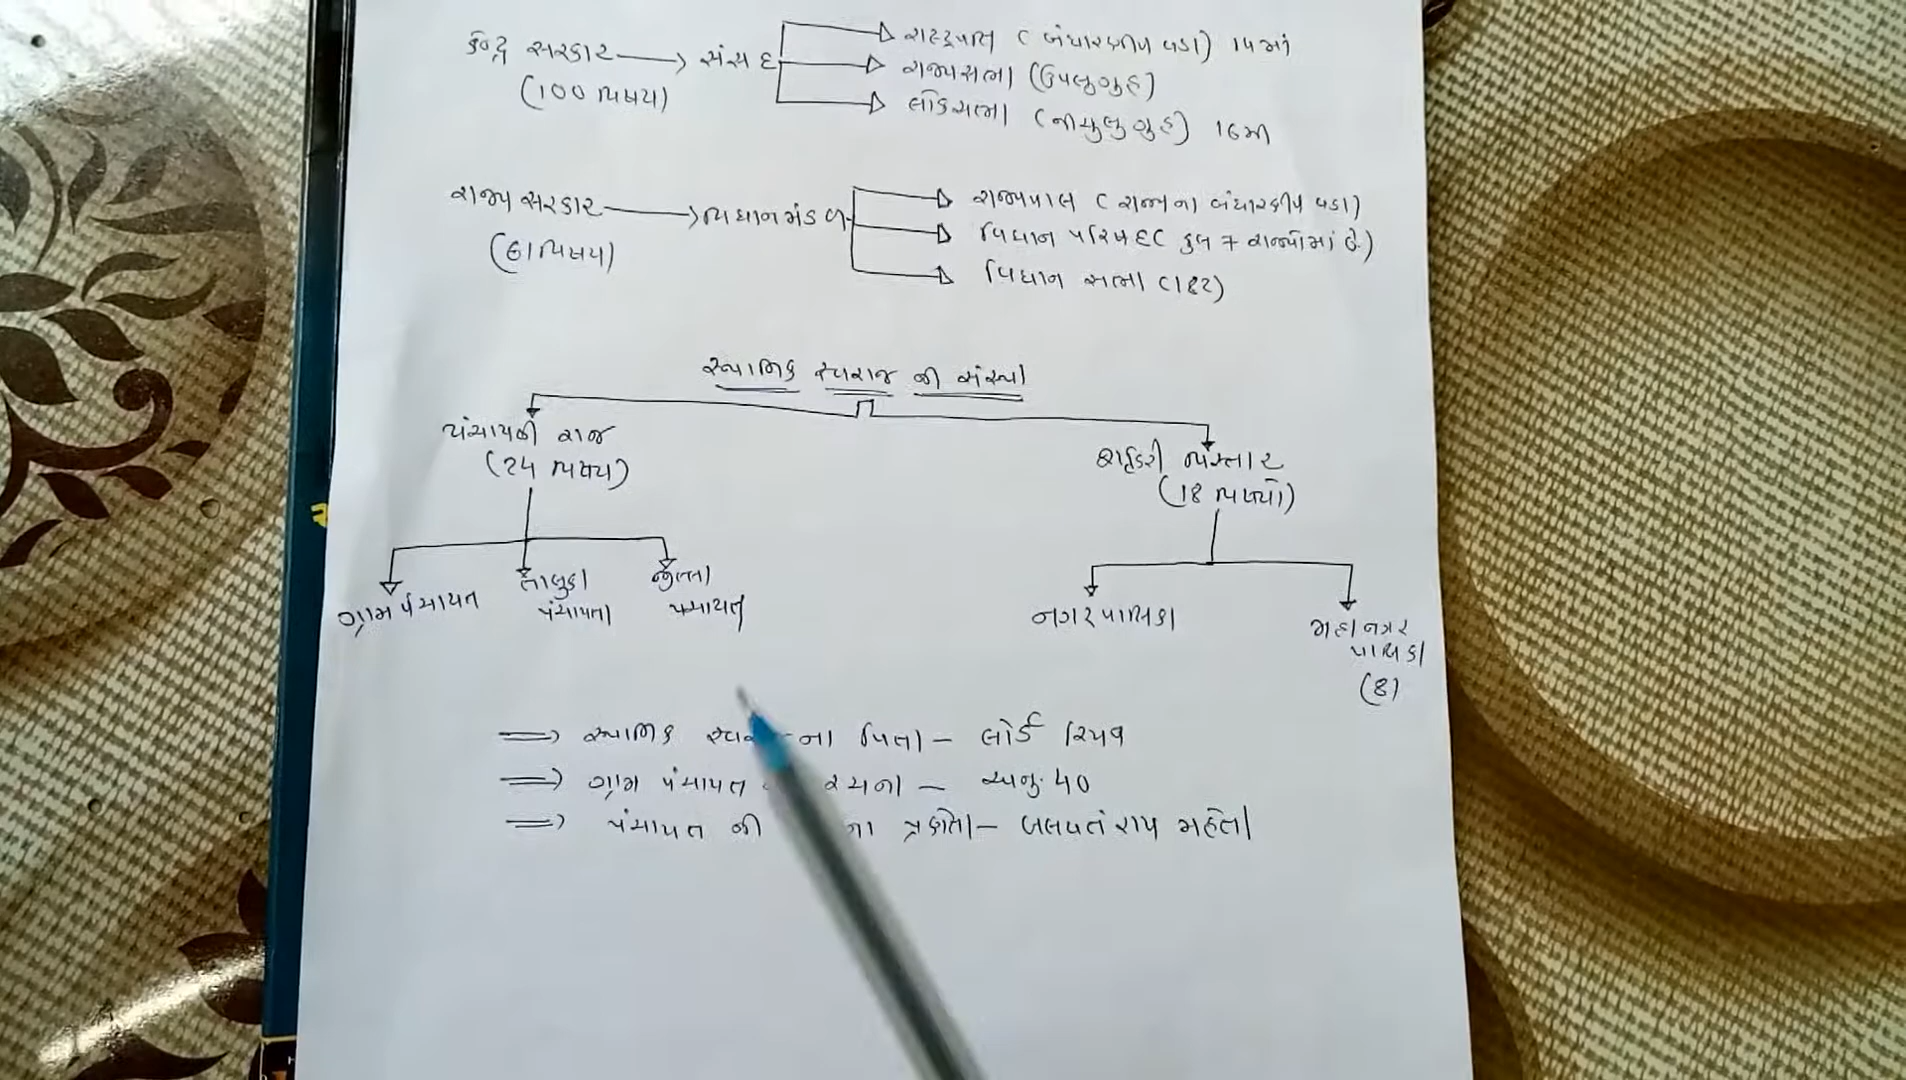 કેન્દ્ર સરકાર → સંસદ
(100 વિષય)
રાષ્ટ્રપતિ (બંધારણીય વડા) 14માં
રાજ્યસભા (ઉપલુગૃહ)
લોકસભા (નીચલુ ગૃહ) 16મી
રાજ્ય સરકાર → વિધાનમંડળ
(61 વિષય)
રાજ્યપાલ (રાજ્યના બંધારણીય વડા)
વિધાન પરિષદ (કુલ 7 રાજ્યોમાં છે)
વિધાન સભા (182)
સ્થાનિક સ્વરાજ ની સંસ્થા
પંચાયતી રાજ
(29 વિષય)
શહેરી વિસ્તાર
(18 વિષયો)
ગ્રામ પંચાયત
તાલુકા પંચાયત
જીલ્લા પંચાયત
નગરપાલિકા
મહાનગર પાલિકા
(8)
⇒ સ્થાનિક ના પિતા – લોર્ડ રિપન
⇒ ગ્રામ પંચાયત રચના – અનુ. 40
⇒ પંચાયત ની ના પ્રણેતા – બલવતંરાય મહેતા